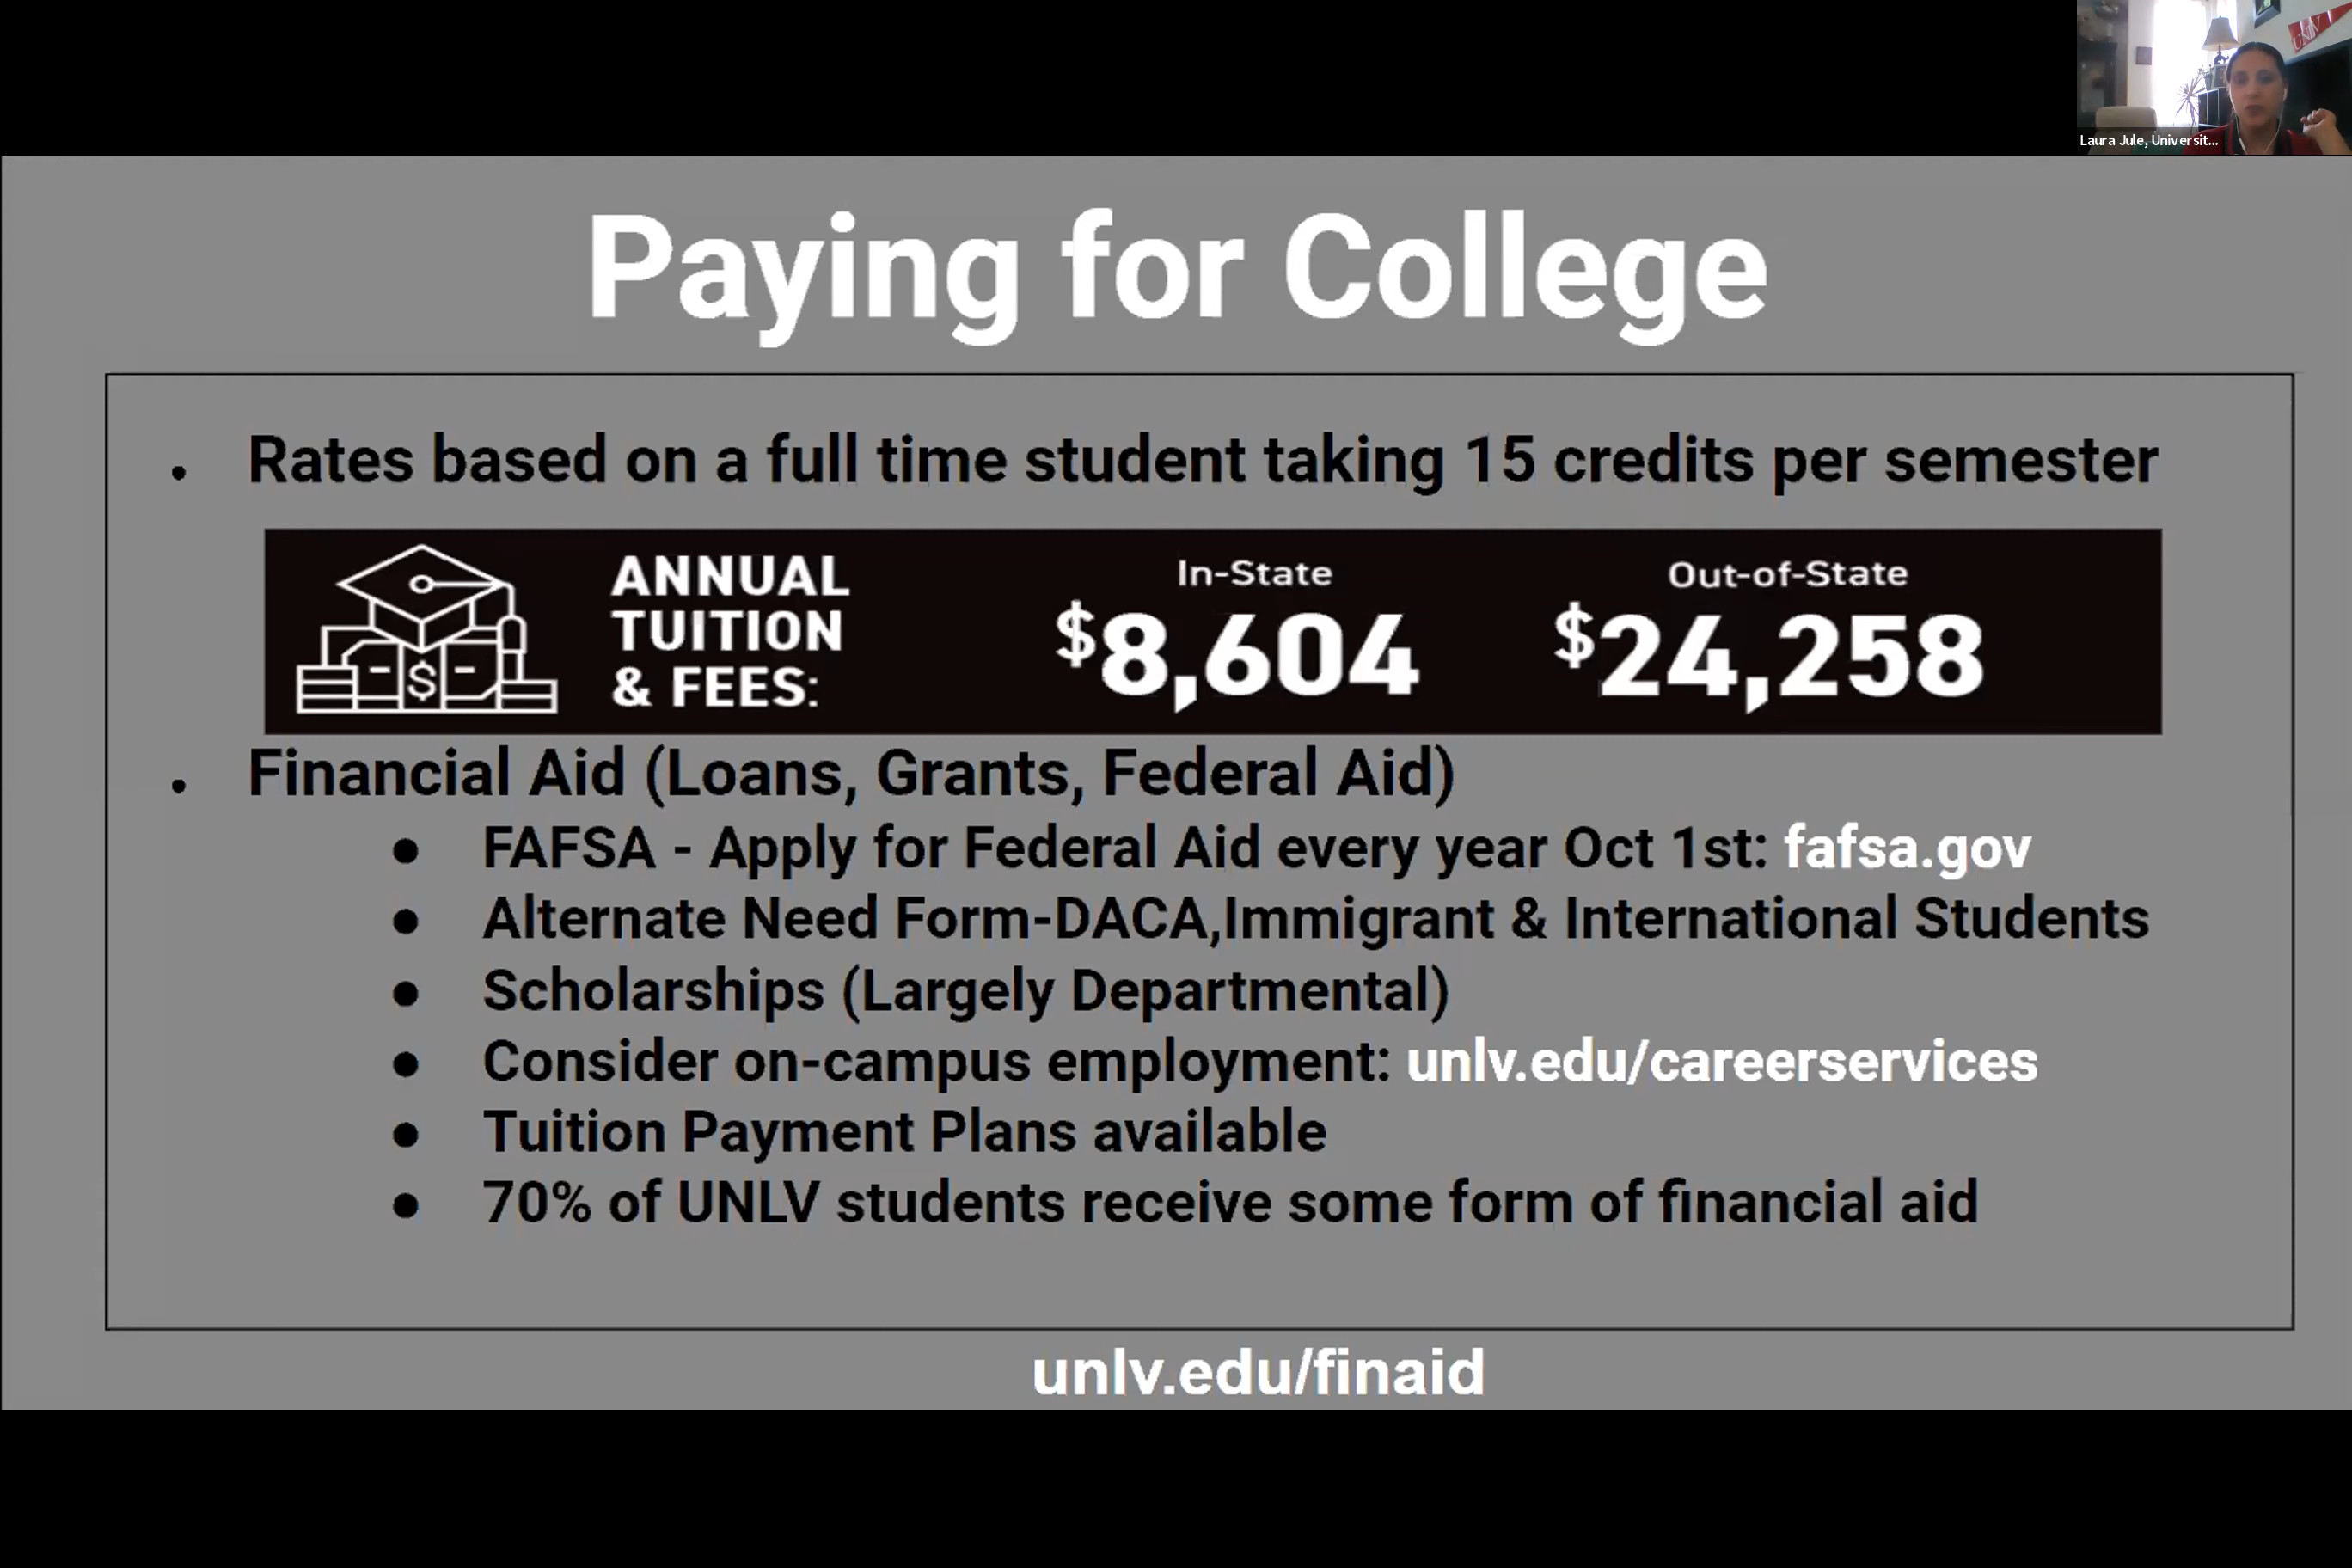 UNLV
Laura Jule, Universit...
Paying for College
Rates based on a full time student taking 15 credits per semester
ANNUAL
TUITION
& FEES:
In-State
$8,604
Out-of-State
$24,258
Financial Aid (Loans, Grants, Federal Aid)
FAFSA - Apply for Federal Aid every year Oct 1st: fafsa.gov
Alternate Need Form-DACA,Immigrant & International Students
Scholarships (Largely Departmental)
Consider on-campus employment: unlv.edu/careerservices
Tuition Payment Plans available
70% of UNLV students receive some form of financial aid
unlv.edu/finaid